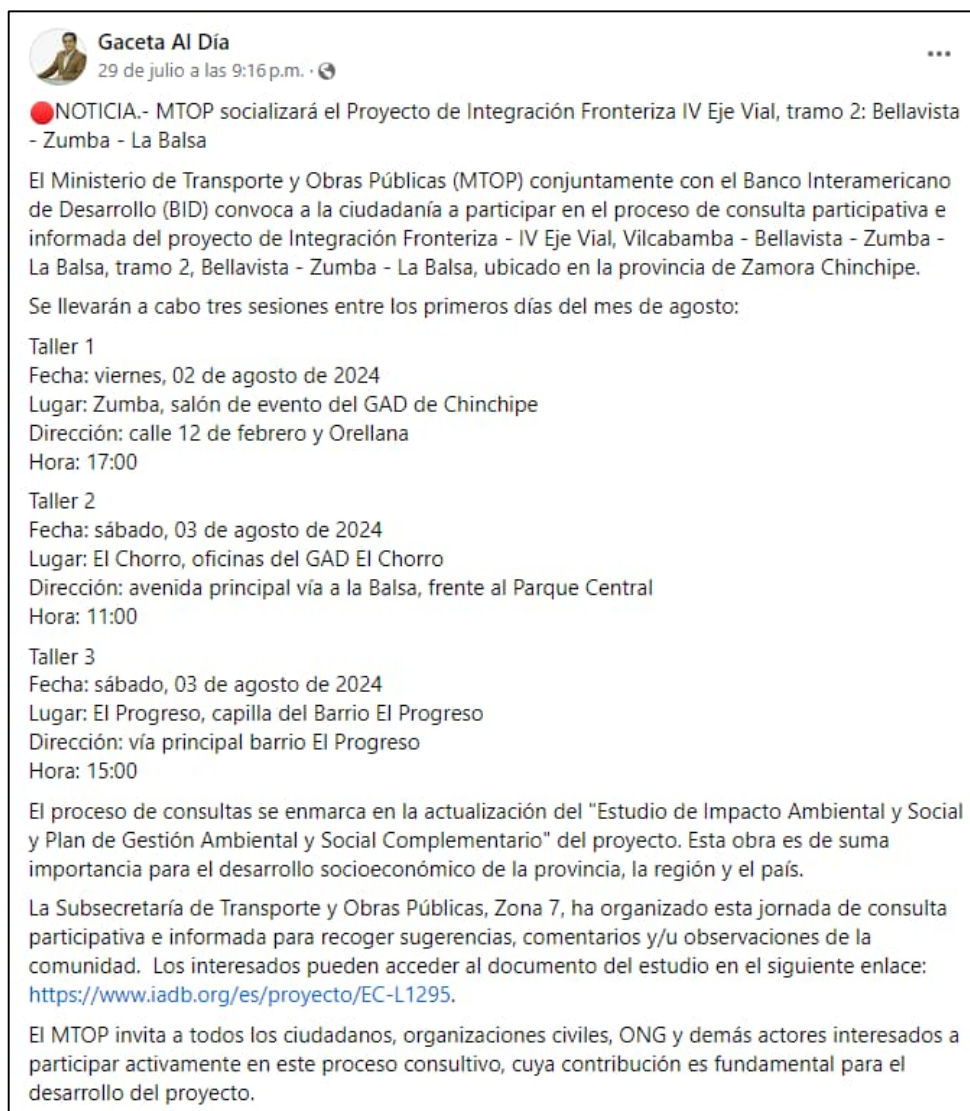 Gaceta Al Día
29 de julio a las 9:16 p.m. ·
NOTICIA.- MTOP socializará el Proyecto de Integración Fronteriza IV Eje Vial, tramo 2: Bellavista
- Zumba - La Balsa
El Ministerio de Transporte y Obras Públicas (MTOP) conjuntamente con el Banco Interamericano
de Desarrollo (BID) convoca a la ciudadanía a participar en el proceso de consulta participativa e
informada del proyecto de Integración Fronteriza - IV Eje Vial, Vilcabamba - Bellavista - Zumba -
La Balsa, tramo 2, Bellavista - Zumba - La Balsa, ubicado en la provincia de Zamora Chinchipe.
Se llevarán a cabo tres sesiones entre los primeros días del mes de agosto:
Taller 1
Fecha: viernes, 02 de agosto de 2024
Lugar: Zumba, salón de evento del GAD de Chinchipe
Dirección: calle 12 de febrero y Orellana
Hora: 17:00
Taller 2
Fecha: sábado, 03 de agosto de 2024
Lugar: El Chorro, oficinas del GAD El Chorro
Dirección: avenida principal vía a la Balsa, frente al Parque Central
Hora: 11:00
Taller 3
Fecha: sábado, 03 de agosto de 2024
Lugar: El Progreso, capilla del Barrio El Progreso
Dirección: vía principal barrio El Progreso
Hora: 15:00
El proceso de consultas se enmarca en la actualización del "Estudio de Impacto Ambiental y Social
y Plan de Gestión Ambiental y Social Complementario" del proyecto. Esta obra es de suma
importancia para el desarrollo socioeconómico de la provincia, la región y el país.
La Subsecretaría de Transporte y Obras Públicas, Zona 7, ha organizado esta jornada de consulta
participativa e informada para recoger sugerencias, comentarios y/u observaciones de la
comunidad.  Los interesados pueden acceder al documento del estudio en el siguiente enlace:
https://www.iadb.org/es/proyecto/EC-L1295.
El MTOP invita a todos los ciudadanos, organizaciones civiles, ONG y demás actores interesados a
participar activamente en este proceso consultivo, cuya contribución es fundamental para el
desarrollo del proyecto.